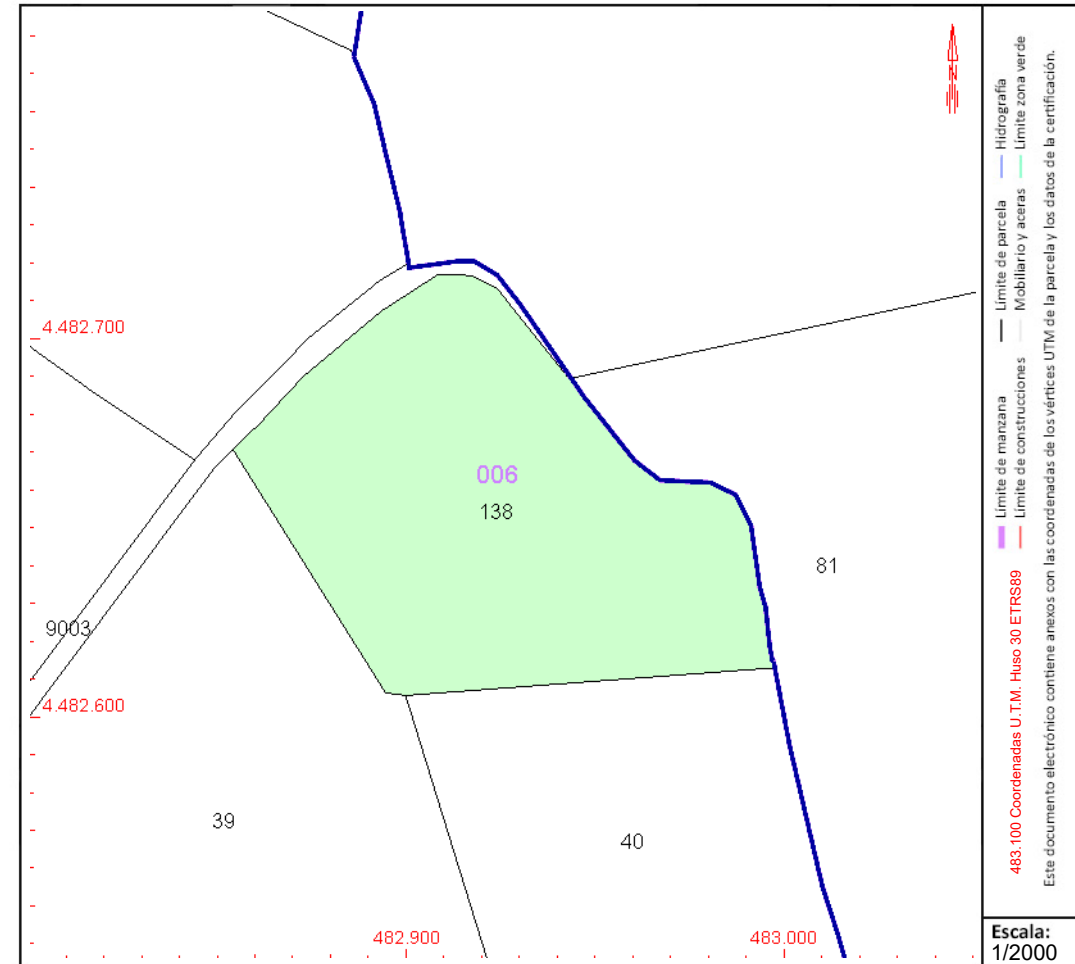 4.482.700
006
138
81
9003
4.482.600
39
40
482.900
483.000
N
Límite de manzana
Límite de parcela
Hidrografía
Límite de construcciones
Mobiliario y aceras
Límite zona verde
483.100 Coordenadas U.T.M. Huso 30 ETRS89
Este documento electrónico contiene anexos con las coordenadas de los vértices UTM de la parcela y los datos de la certificación.
Escala:
1/2000